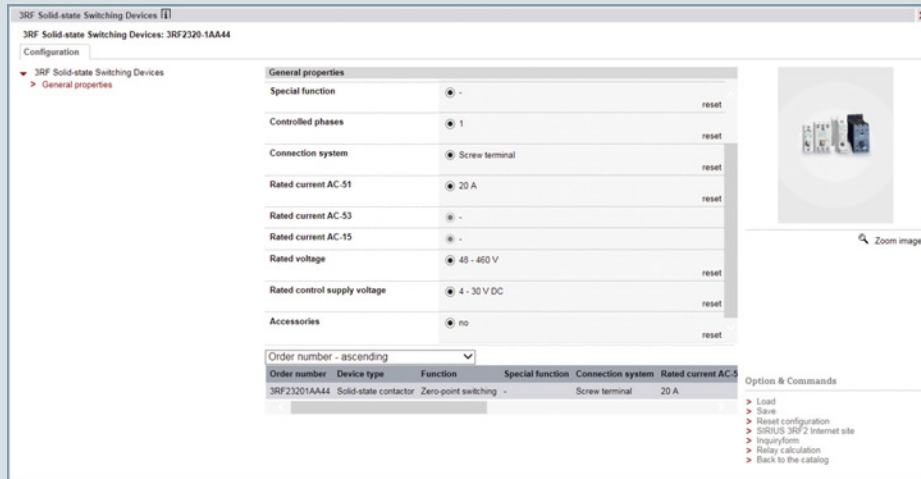 3RF Solid-state Switching Devices i
3RF Solid-state Switching Devices: 3RF2320-1AA44
Configuration
3RF Solid-state Switching Devices
> General properties
General properties
Special function -
reset
Controlled phases 1
reset
Connection system Screw terminal
reset
Rated current AC-51 20 A
reset
Rated current AC-53 -
Rated current AC-15 -
Rated voltage 48 - 460 V
reset
Rated control supply voltage 4 - 30 V DC
reset
Accessories no
reset
Zoom image
Order number - ascending
Order number Device type Function Special function Connection system Rated current AC-5
3RF23201AA44 Solid-state contactor Zero-point switching - Screw terminal 20 A
Option & Commands
> Load
> Save
> Reset configuration
> SIRIUS 3RF2 Internet site
> Inquiryform
> Relay calculation
> Back to the catalog